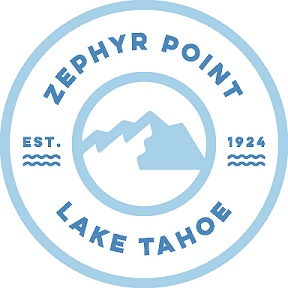 ZEPHYR POINT
EST. 1924
LAKE TAHOE